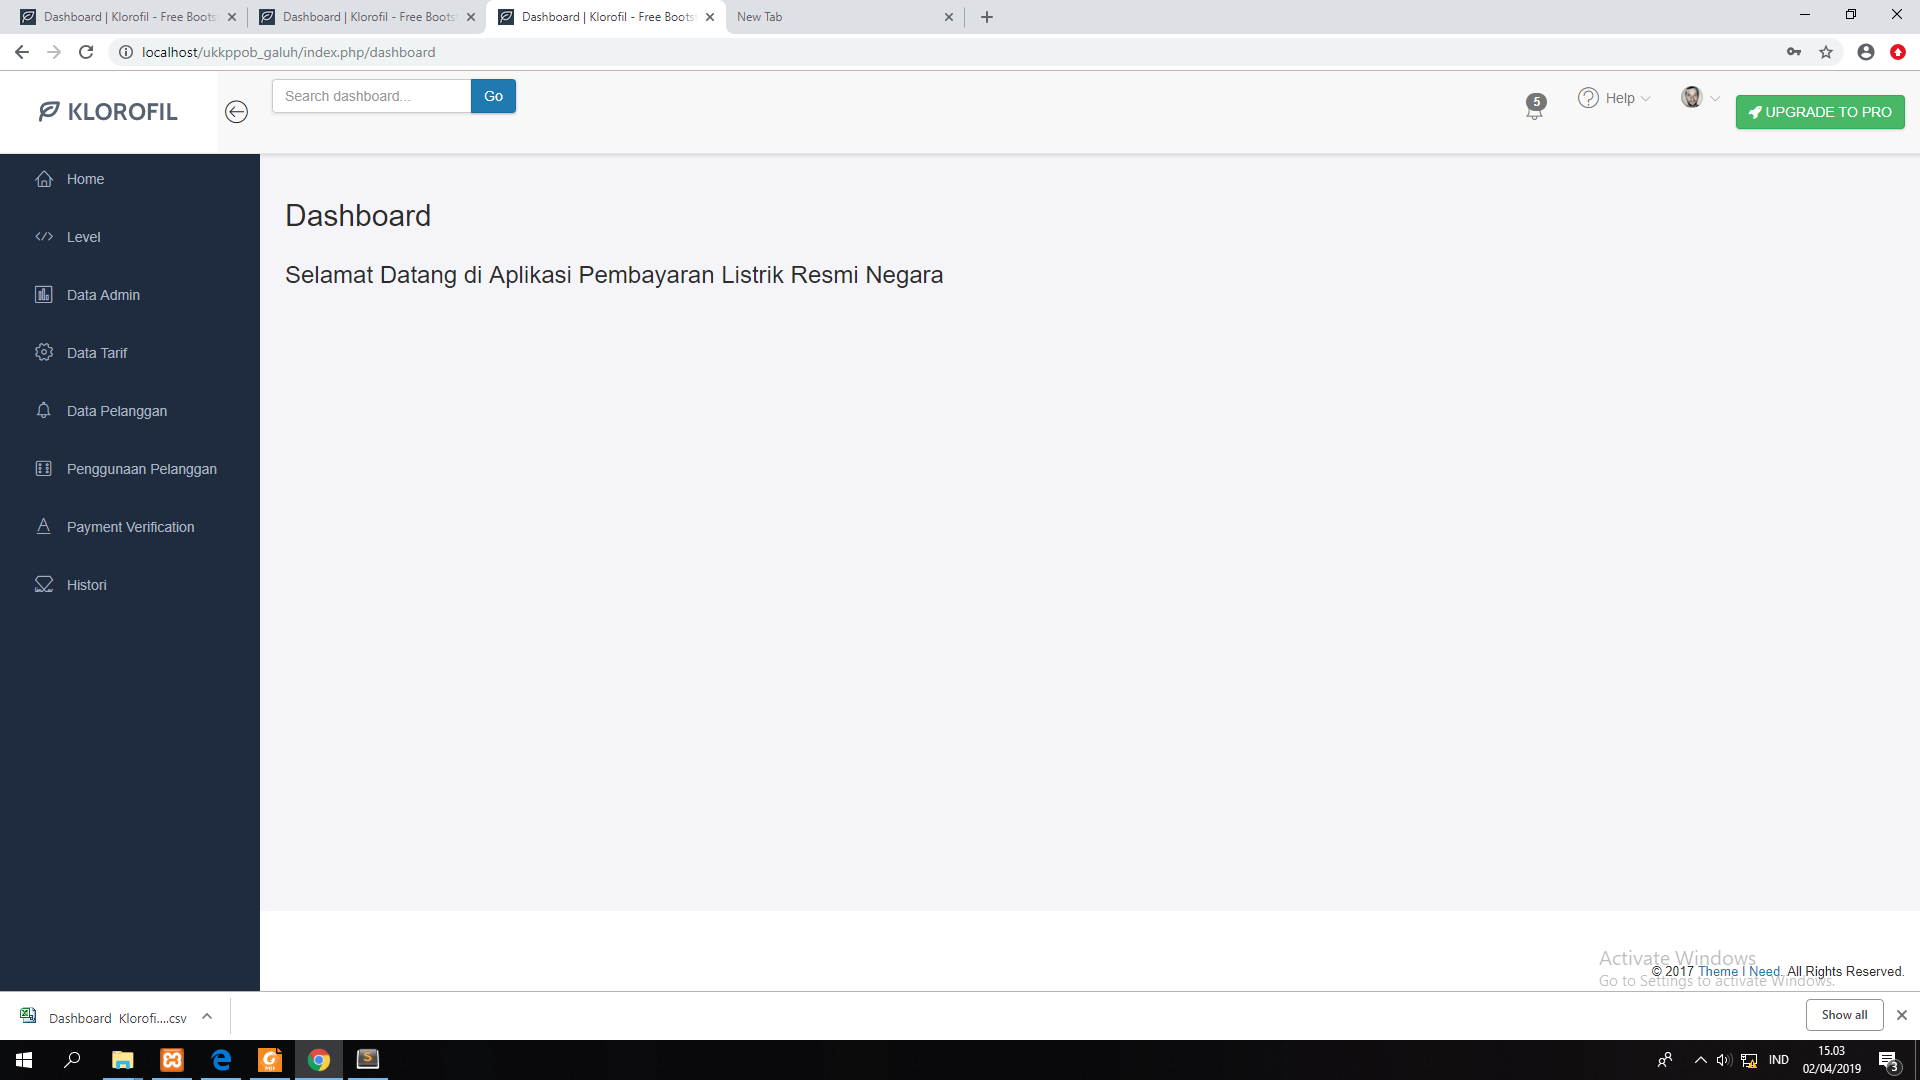 Dashboard | Klorofil - Free Boots
Dashboard | Klorofil - Free Boots
Dashboard | Klorofil - Free Boots
New Tab
localhost/ukkppob_galuh/index.php/dashboard
KLOROFIL
Search dashboard...
Go
5
Help
UPGRADE TO PRO
Home
Level
Data Admin
Data Tarif
Data Pelanggan
Penggunaan Pelanggan
Payment Verification
Histori
Dashboard
Selamat Datang di Aplikasi Pembayaran Listrik Resmi Negara
Activate Windows
© 2017 Theme I Need. All Rights Reserved.
Go to Settings to activate Windows.
Dashboard Klorofi....csv
Show all
IND
15.03
02/04/2019
3